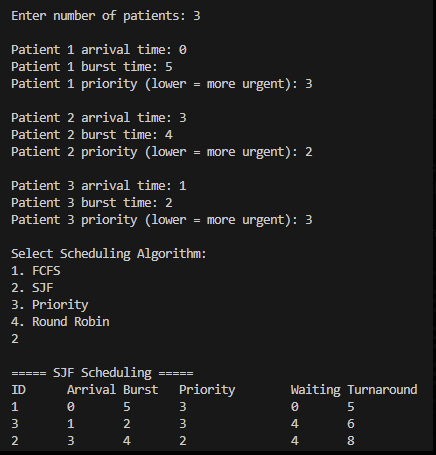 Enter number of patients: 3
Patient 1 arrival time: 0
Patient 1 burst time: 5
Patient 1 priority (lower = more urgent): 3
Patient 2 arrival time: 3
Patient 2 burst time: 4
Patient 2 priority (lower = more urgent): 2
Patient 3 arrival time: 1
Patient 3 burst time: 2
Patient 3 priority (lower = more urgent): 3
Select Scheduling Algorithm:
1. FCFS
2. SJF
3. Priority
4. Round Robin
2
===== SJF Scheduling =====
ID Arrival Burst Priority Waiting Turnaround
1 0 5 3 0 5
3 1 2 3 4 6
2 3 4 2 4 8